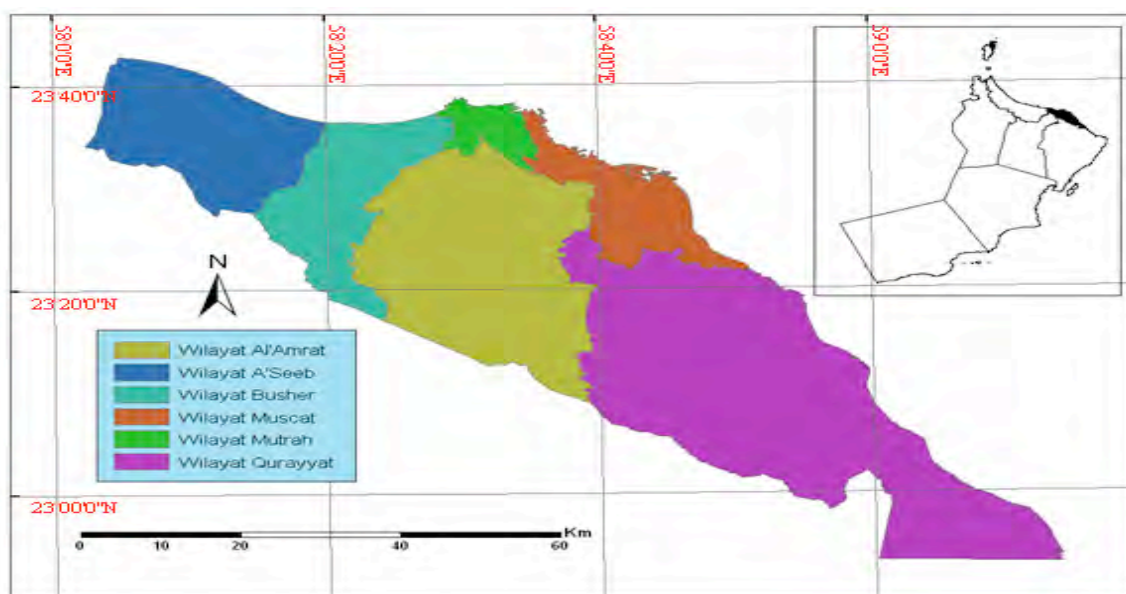 58°0'0"E
58°20'0"E
58°40'0"E
59°0'0"E
23°40'0"N
N
23°20'0"N
Wilayat Al'Amrat
Wilayat A'Seeb
Wilayat Busher
Wilayat Muscat
Wilayat Mutrah
Wilayat Qurayyat
23°00'0"N
Km
0 10 20 40 60